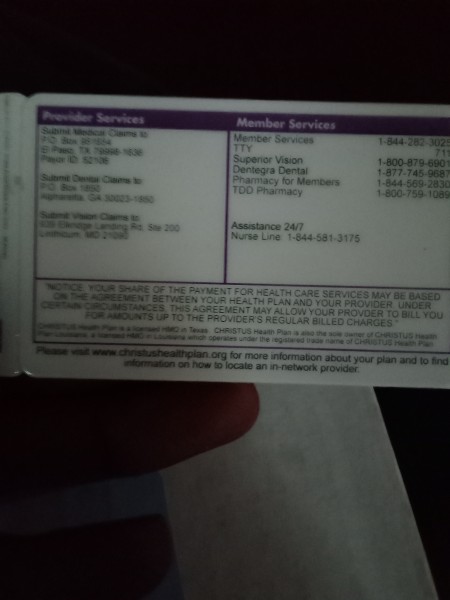 Provider Services
Submit Medical Claims to:
P.O. Box
El Paso, TX 79998-1636
Payor ID: 52106
Submit Dental Claims to:
P.O. Box 1850
Alpharetta, GA 30023-1850
Submit Vision Claims to:
939 Elkridge Landing Rd, Ste 200
Linthicum, MD 21090
Member Services
Member Services 1-844-282-3025
TTY 711
Superior Vision 1-800-879-6901
Dentegra Dental 1-877-745-9687
Pharmacy for Members 1-844-569-2830
TDD Pharmacy 1-800-759-1089
Assistance 24/7
Nurse Line: 1-844-581-3175
"NOTICE: YOUR SHARE OF THE PAYMENT FOR HEALTH CARE SERVICES MAY BE BASED
ON THE AGREEMENT BETWEEN YOUR HEALTH PLAN AND YOUR PROVIDER. UNDER
CERTAIN CIRCUMSTANCES, THIS AGREEMENT MAY ALLOW YOUR PROVIDER TO BILL YOU
FOR AMOUNTS UP TO THE PROVIDER'S REGULAR BILLED CHARGES."
CHRISTUS Health Plan is a licensed HMO in Texas. CHRISTUS Health Plan is also the sole owner of CHRISTUS Health
Plan Louisiana, a licensed HMO in Louisiana which operates under the registered trade name of CHRISTUS Health Plan
Please visit www.christushealthplan.org for more information about your plan and to find
information on how to locate an in-network provider.